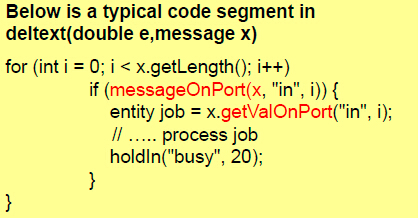 Below is a typical code segment in
deltext(double e,message x)
for (int i = 0; i < x.getLength(); i++)
if (messageOnPort(x, "in", i)) {
entity job = x.getValOnPort("in", i);
// ..... process job
holdIn("busy", 20);
}
}